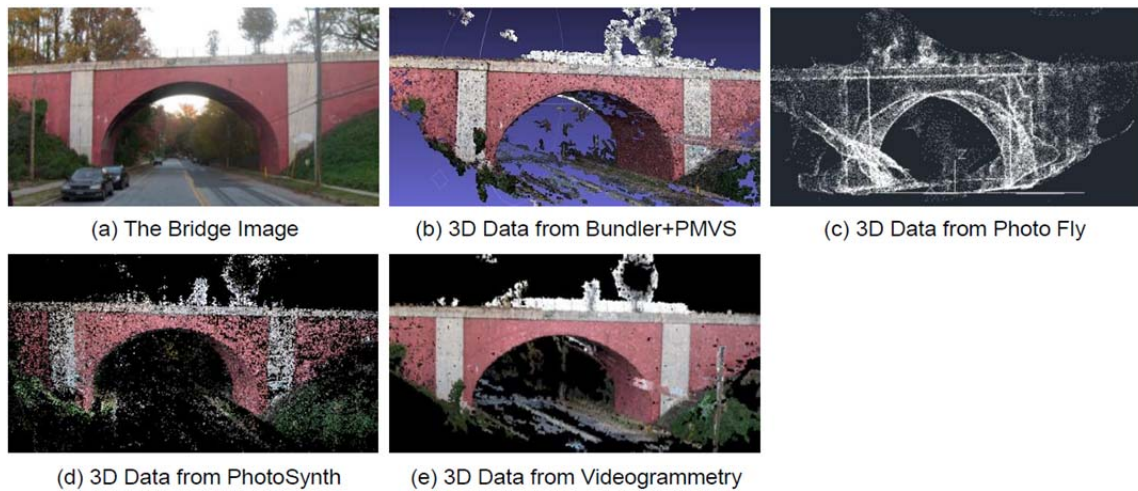 (a) The Bridge Image
(b) 3D Data from Bundler+PMVS
(c) 3D Data from Photo Fly
(d) 3D Data from PhotoSynth
(e) 3D Data from Videogrammetry